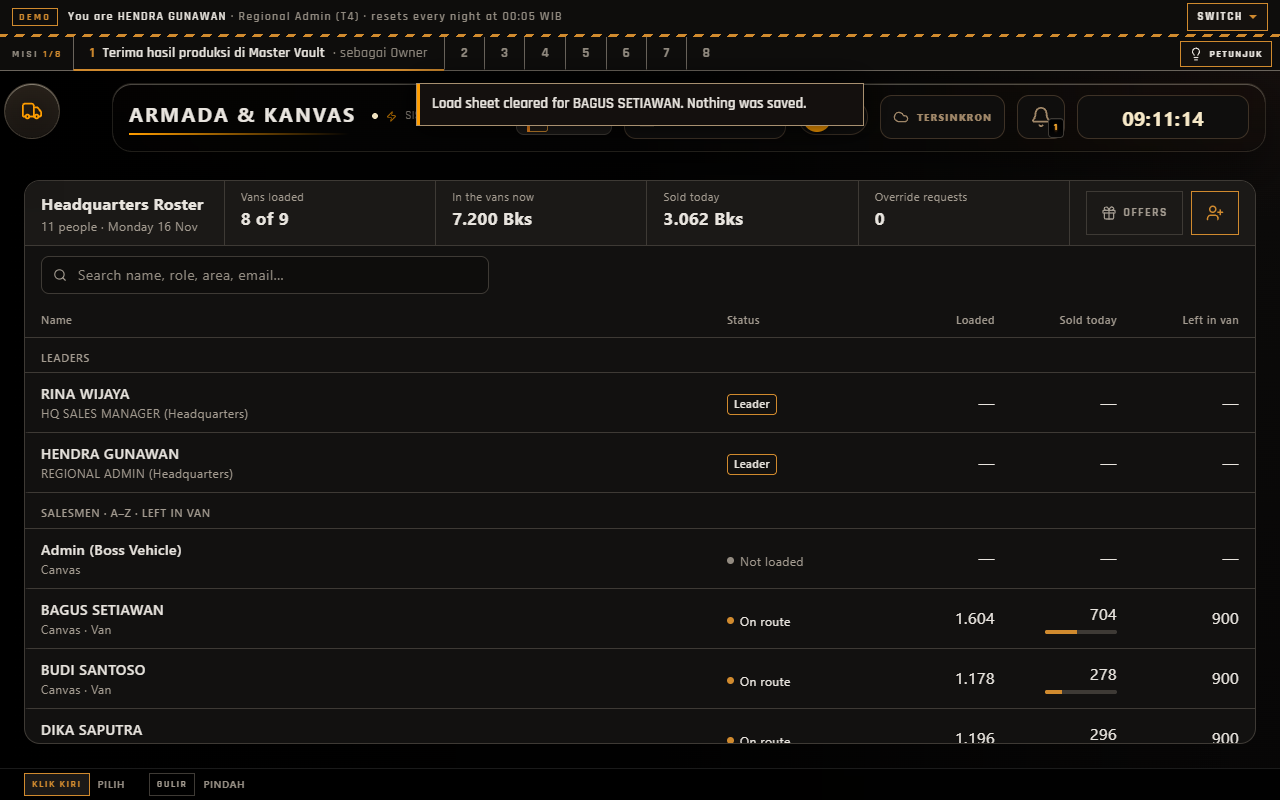 DEMO You are HENDRA GUNAWAN · Regional Admin (T4) · resets every night at 00:05 WIB SWITCH
MISI 1/8 1 Terima hasil produksi di Master Vault · sebagai Owner 2 3 4 5 6 7 8 PETUNJUK
Load sheet cleared for BAGUS SETIAWAN. Nothing was saved.
ARMADA & KANVAS TERSINKRON 1 09:11:14
Headquarters Roster
11 people · Monday 16 Nov
Vans loaded
8 of 9
In the vans now
7.200 Bks
Sold today
3.062 Bks
Override requests
0
OFFERS
Search name, role, area, email...
Name Status Loaded Sold today Left in van
LEADERS
RINA WIJAYA
HQ SALES MANAGER (Headquarters)
Leader — — —
HENDRA GUNAWAN
REGIONAL ADMIN (Headquarters)
Leader — — —
SALESMEN · A–Z · LEFT IN VAN
Admin (Boss Vehicle)
Canvas
Not loaded — — —
BAGUS SETIAWAN
Canvas · Van
On route 1.604 704 900
BUDI SANTOSO
Canvas · Van
On route 1.178 278 900
DIKA SAPUTRA
On route 1.196 296 900
KLIK KIRI PILIH GULIR PINDAH